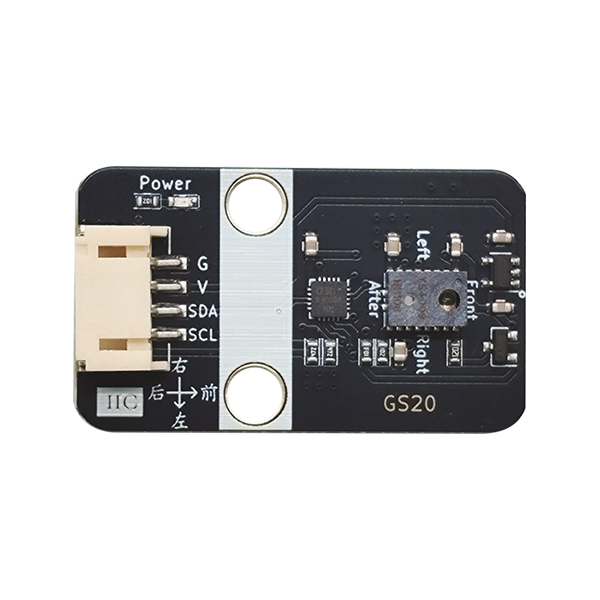 Power
G
V
SDA
SCL
右
后
前
左
IIC
Left
After
Front
Right
GS20